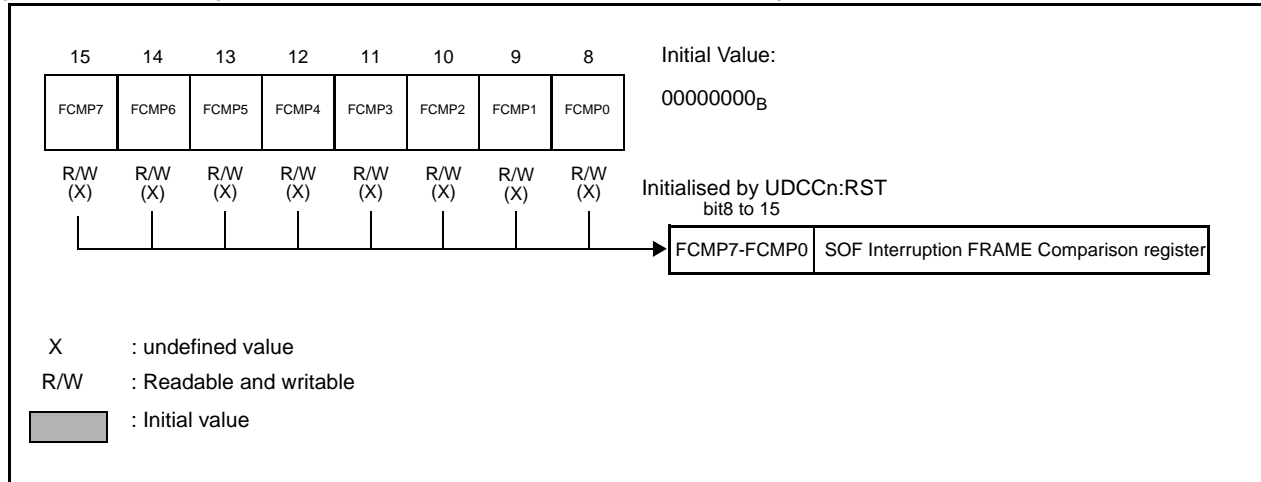 15 14 13 12 11 10 9 8 Initial Value:
FCMP7 FCMP6 FCMP5 FCMP4 FCMP3 FCMP2 FCMP1 FCMP0 00000000B
R/W R/W R/W R/W R/W R/W R/W R/W
(X) (X) (X) (X) (X) (X) (X) (X)
Initialised by UDCCn:RST
bit8 to 15
FCMP7-FCMP0 SOF Interruption FRAME Comparison register
X : undefined value
R/W : Readable and writable
: Initial value